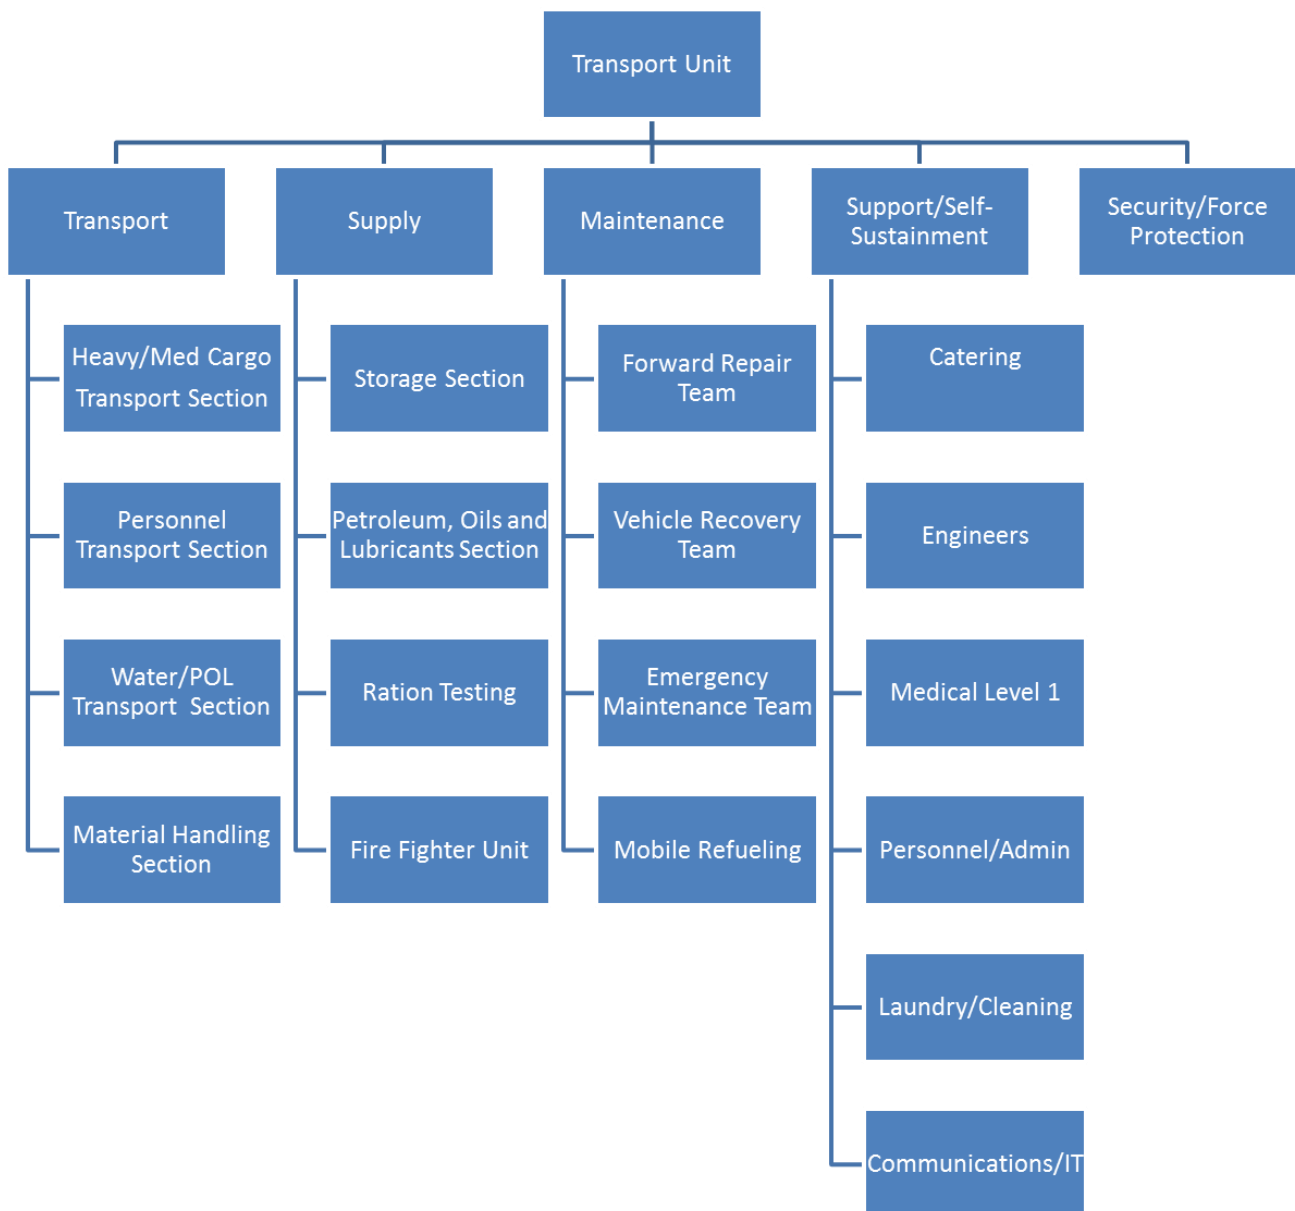 Transport Unit
Transport
Supply
Maintenance
Support/Self-
Sustainment
Security/Force
Protection
Heavy/Med Cargo
Transport Section
Personnel
Transport Section
Water/POL
Transport Section
Material Handling
Section
Storage Section
Petroleum, Oils and
Lubricants Section
Ration Testing
Fire Fighter Unit
Forward Repair
Team
Vehicle Recovery
Team
Emergency
Maintenance Team
Mobile Refueling
Catering
Engineers
Medical Level 1
Personnel/Admin
Laundry/Cleaning
Communications/IT